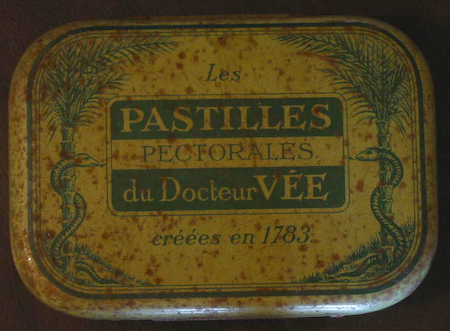 Les
PASTILLES
PECTORALES
du Docteur VÉE
créées en 1783.